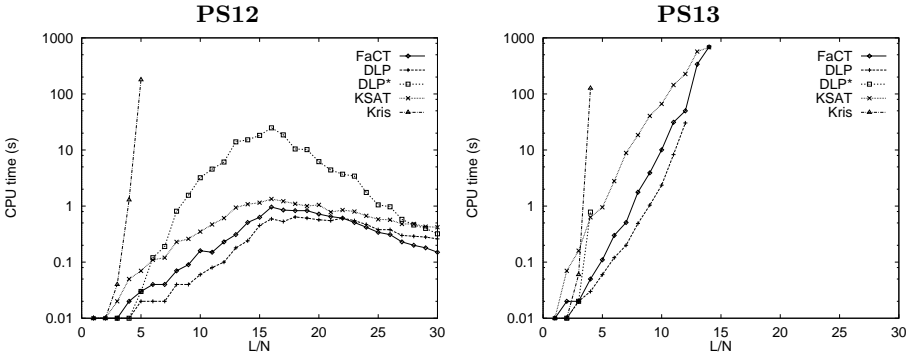 PS12
1000
100
10
1
0.1
0.01
CPU time (s)
0
5
10
15
20
25
30
L/N
FaCT
DLP
DLP*
KSAT
Kris
PS13
1000
100
10
1
0.1
0.01
CPU time (s)
0
5
10
15
20
25
30
L/N
FaCT
DLP
DLP*
KSAT
Kris